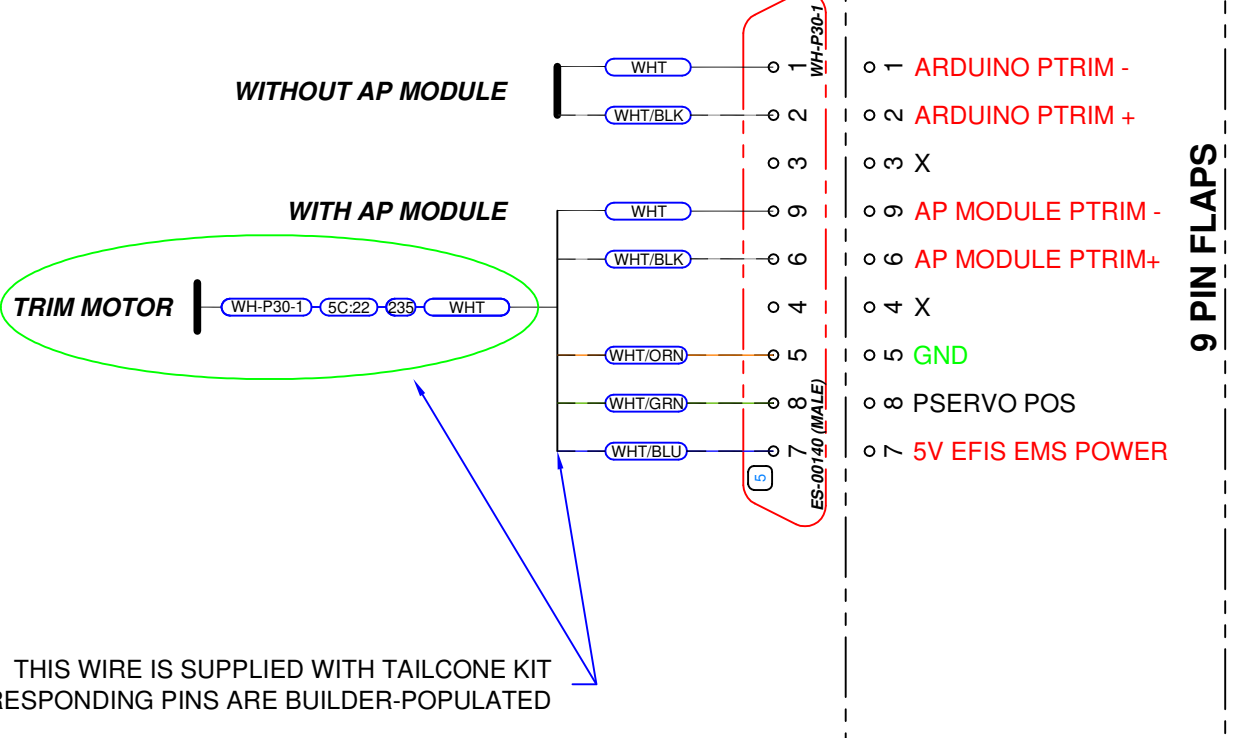 WITHOUT AP MODULE
WHT
WHT/BLK
WITH AP MODULE
WHT
WHT/BLK
TRIM MOTOR
WH-P30-1
5C:22
235
WHT
WHT/ORN
WHT/GRN
WHT/BLU
WH-P30-1
1
2
3
9
6
4
5
8
7
ES-00140 (MALE)
5
1 ARDUINO PTRIM -
2 ARDUINO PTRIM +
3 X
9 AP MODULE PTRIM -
6 AP MODULE PTRIM+
4 X
5 GND
8 PSERVO POS
7 5V EFIS EMS POWER
9 PIN FLAPS
THIS WIRE IS SUPPLIED WITH TAILCONE KIT
RESPONDING PINS ARE BUILDER-POPULATED